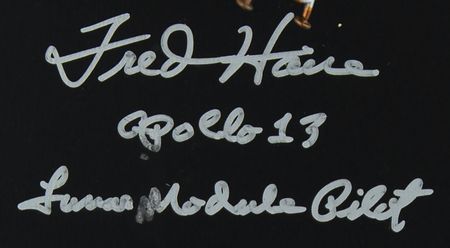 Fred Haise
Apollo 13
Lunar Module Pilot